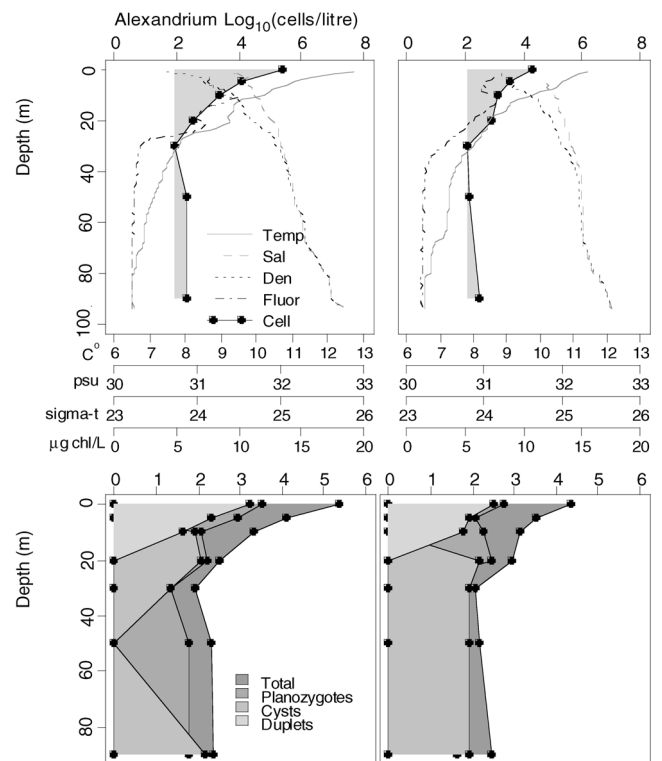 Alexandrium Log10(cells/litre)
0 2 4 6 8
0 2 4 6 8
Depth (m)
0
20
40
60
80
100
Temp
Sal
Den
Fluor
Cell
C° 6 7 8 9 10 11 12 13
6 7 8 9 10 11 12 13
psu 30 31 32 33
30 31 32 33
sigma-t 23 24 25 26
23 24 25 26
μg chl/L 0 5 10 15 20
0 5 10 15 20
0 1 2 3 4 5 6
0 1 2 3 4 5 6
Depth (m)
0
20
40
60
80
Total
Planozygotes
Cysts
Duplets